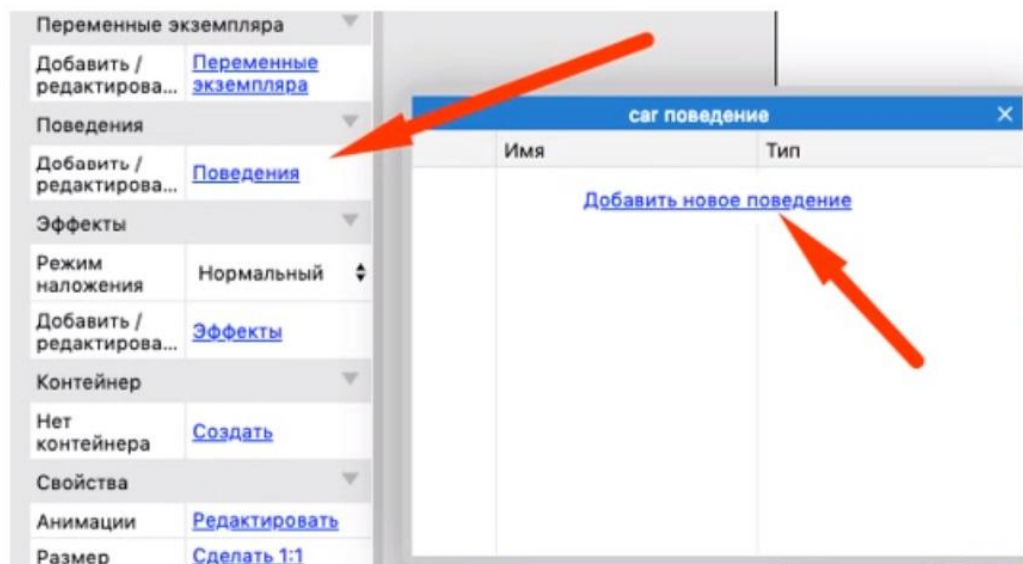 Переменные экземпляра
Добавить /
редактирова...
Переменные
экземпляра
Поведения
Добавить /
редактирова...
Поведения
Эффекты
Режим
наложения
Нормальный
Добавить /
редактирова...
Эффекты
Контейнер
Нет
контейнера
Создать
Свойства
Анимации
Редактировать
Размер
Сделать 1:1
car поведение
Имя
Тип
Добавить новое поведение